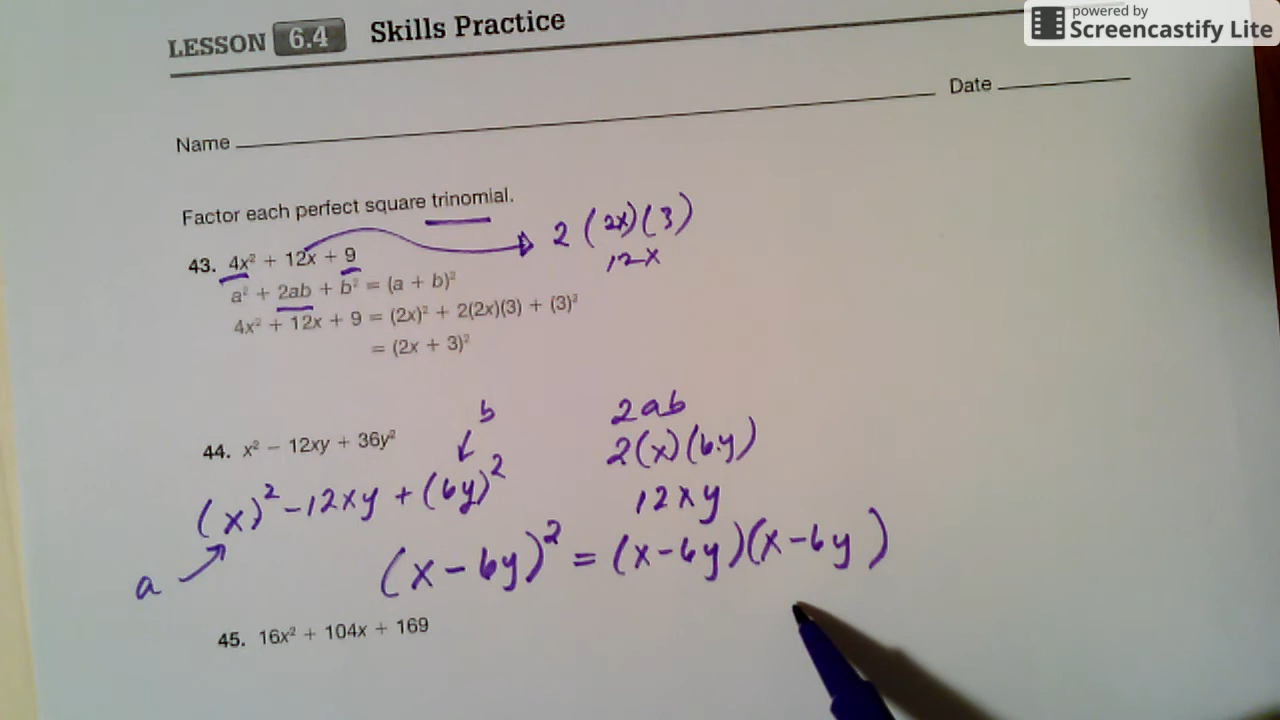 powered by
Screencastify Lite
LESSON 6.4 Skills Practice
Name Date
Factor each perfect square trinomial.
2(2x)(3)
12x
43. 4x² + 12x + 9
a² + 2ab + b² = (a + b)²
4x² + 12x + 9 = (2x)² + 2(2x)(3) + (3)²
= (2x + 3)²
b
2ab
44. x² − 12xy + 36y²
2(x)(6y)
(x)² - 12xy + (6y)²
12xy
a
(x - 6y)² = (x - 6y)(x - 6y)
45. 16x² + 104x + 169